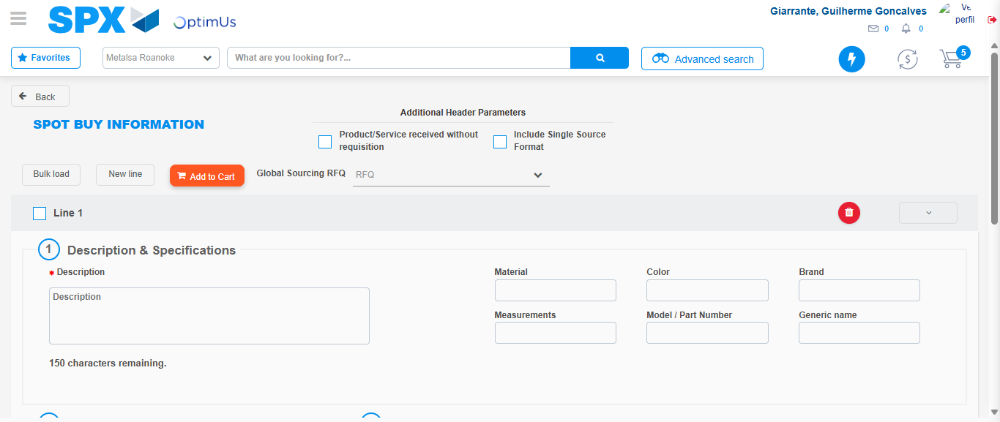 SPX
OptimUs
Giarrante, Guilherme Goncalves
Ve
perfil
0
0
Favorites
Metalsa Roanoke
What are you looking for?...
Advanced search
$
5
Back
SPOT BUY INFORMATION
Additional Header Parameters
Product/Service received without
requisition
Include Single Source
Format
Bulk load
New line
Add to Cart
Global Sourcing RFQ
RFQ
Line 1
1
Description & Specifications
* Description
Description
150 characters remaining.
Material
Color
Brand
Measurements
Model / Part Number
Generic name